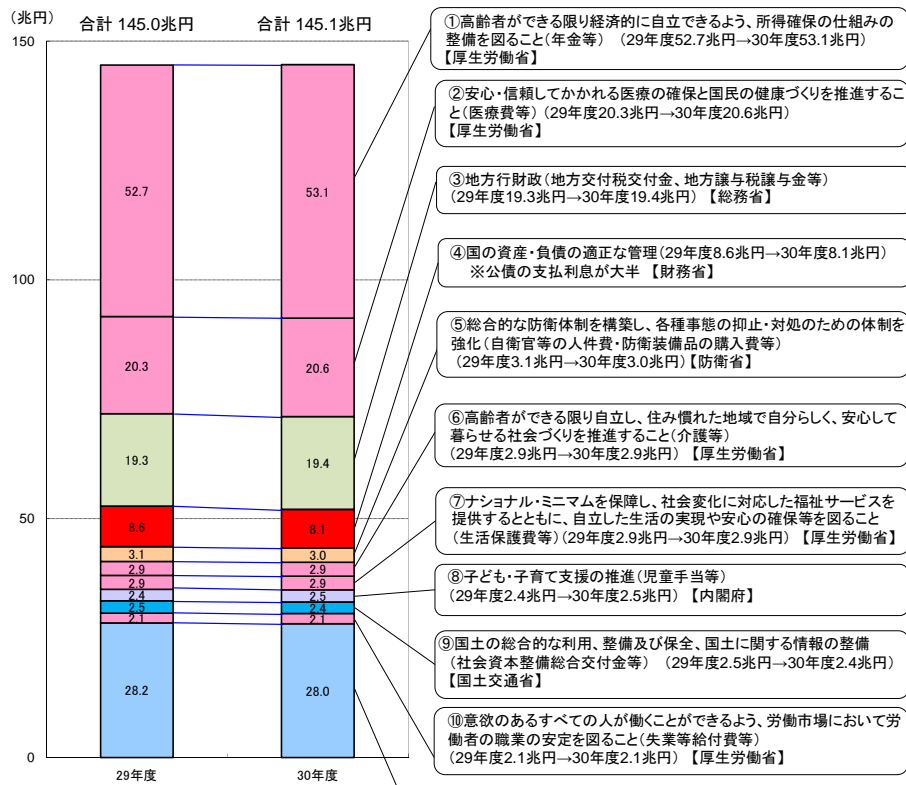 (兆円)
合計 145.0兆円
合計 145.1兆円
150
100
50
0
52.7
20.3
19.3
8.6
3.1
2.9
2.9
2.4
2.5
2.1
28.2
29年度
53.1
20.6
19.4
8.1
3.0
2.9
2.9
2.5
2.4
2.1
28.0
30年度
①高齢者ができる限り経済的に自立できるよう、所得確保の仕組みの
整備を図ること(年金等) (29年度52.7兆円→30年度53.1兆円)
【厚生労働省】
②安心・信頼してかかれる医療の確保と国民の健康づくりを推進するこ
と(医療費等) (29年度20.3兆円→30年度20.6兆円)
【厚生労働省】
③地方行財政(地方交付税交付金、地方譲与税譲与金等)
(29年度19.3兆円→30年度19.4兆円) 【総務省】
④国の資産・負債の適正な管理(29年度8.6兆円→30年度8.1兆円)
※公債の支払利息が大半 【財務省】
⑤総合的な防衛体制を構築し、各種事態の抑止・対処のための体制を
強化(自衛官等の人件費・防衛装備品の購入費等)
(29年度3.1兆円→30年度3.0兆円)【防衛省】
⑥高齢者ができる限り自立し、住み慣れた地域で自分らしく、安心して
暮らせる社会づくりを推進すること(介護等)
(29年度2.9兆円→30年度2.9兆円) 【厚生労働省】
⑦ナショナル・ミニマムを保障し、社会変化に対応した福祉サービスを
提供するとともに、自立した生活の実現や安心の確保等を図ること
(生活保護費等)(29年度2.9兆円→30年度2.9兆円) 【厚生労働省】
⑧子ども・子育て支援の推進(児童手当等)
(29年度2.4兆円→30年度2.5兆円) 【内閣府】
⑨国土の総合的な利用、整備及び保全、国土に関する情報の整備
(社会資本整備総合交付金等) (29年度2.5兆円→30年度2.4兆円)
【国土交通省】
⑩意欲のあるすべての人が働くことができるよう、労働市場において労
働者の職業の安定を図ること(失業等給付費等)
(29年度2.1兆円→30年度2.1兆円) 【厚生労働省】